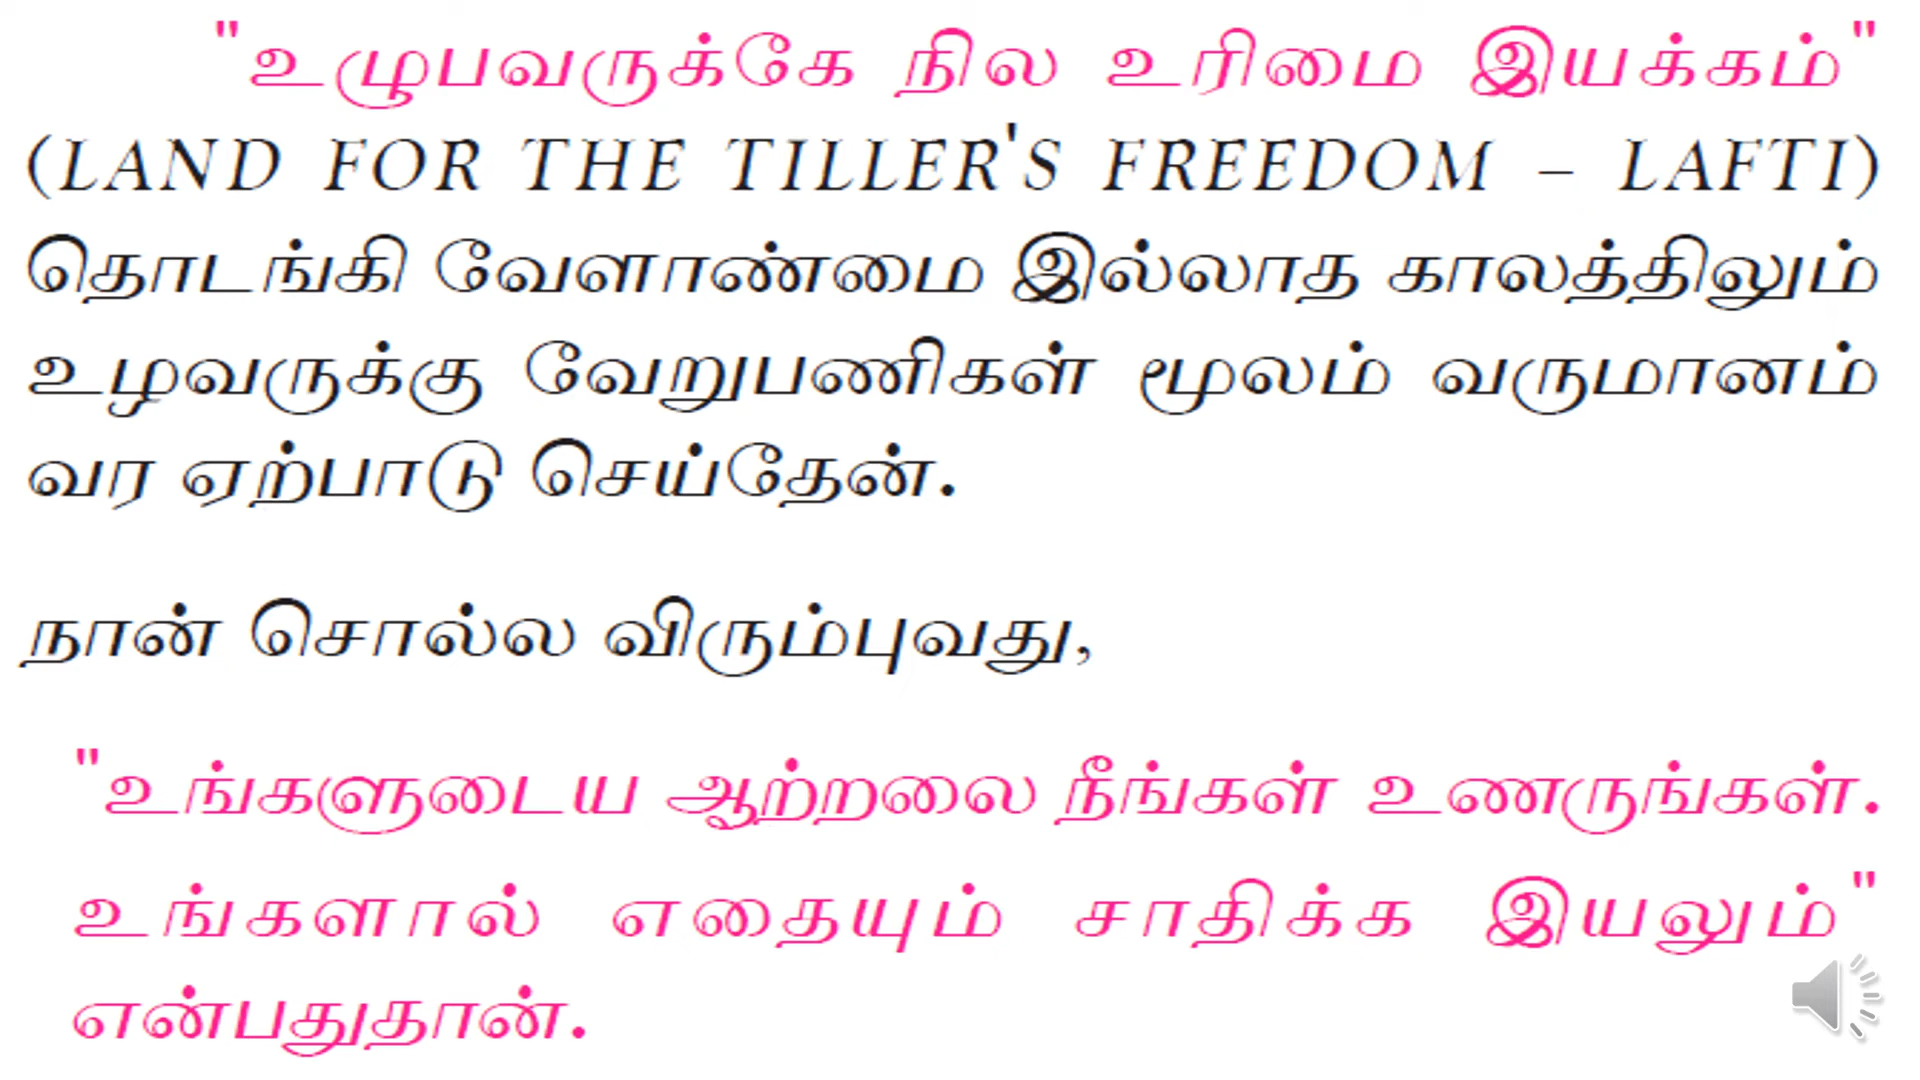 "உழுபவருக்கே நில உரிமை இயக்கம்"
(LAND FOR THE TILLER'S FREEDOM – LAFTI)
தொடங்கி வேளாண்மை இல்லாத காலத்திலும்
உழவருக்கு வேறுபணிகள் மூலம் வருமானம்
வர ஏற்பாடு செய்தேன்.
நான் சொல்ல விரும்புவது,
"உங்களுடைய ஆற்றலை நீங்கள் உணருங்கள்.
உங்களால் எதையும் சாதிக்க இயலும்"
என்பதுதான்.